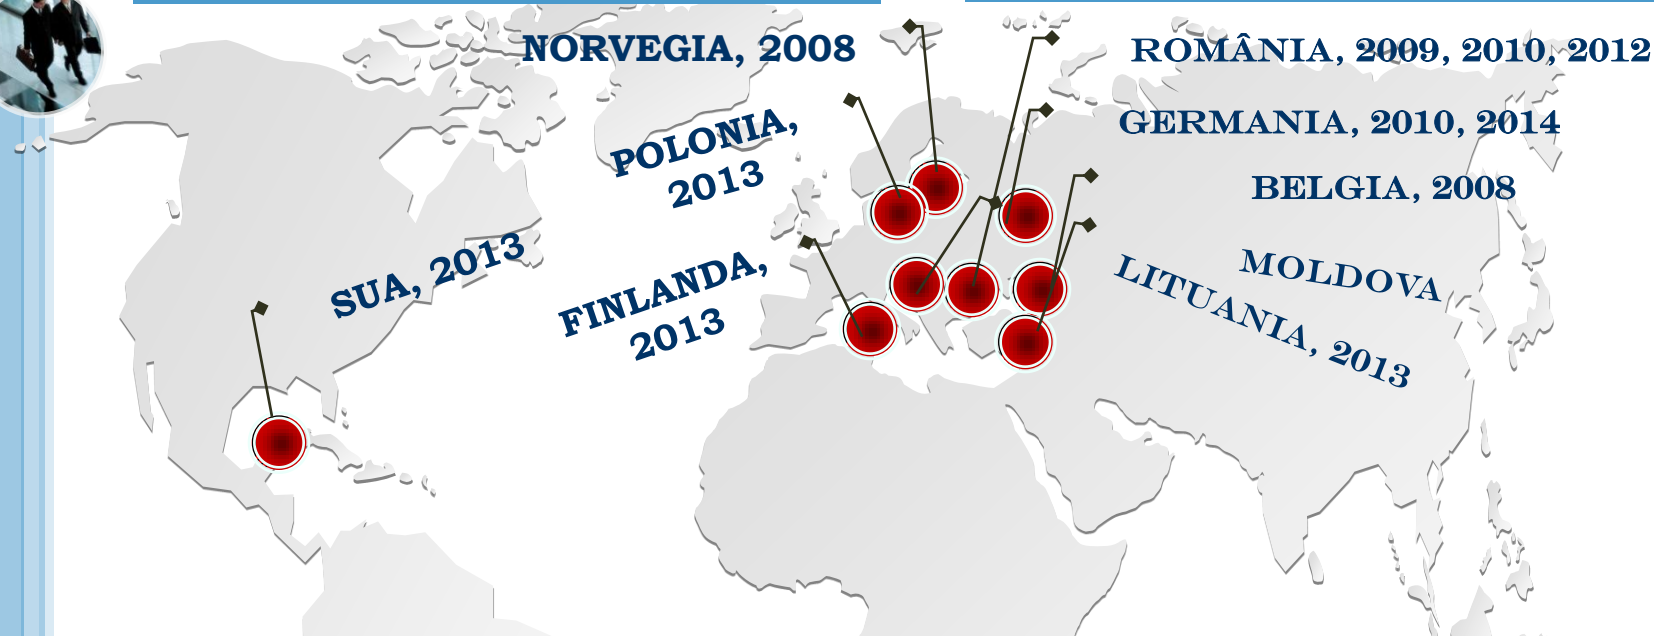 NORVEGIA, 2008
ROMÂNIA, 2009, 2010, 2012
POLONIA,
2013
GERMANIA, 2010, 2014
BELGIA, 2008
SUA, 2013
FINLANDA,
2013
MOLDOVA
LITUANIA, 2013